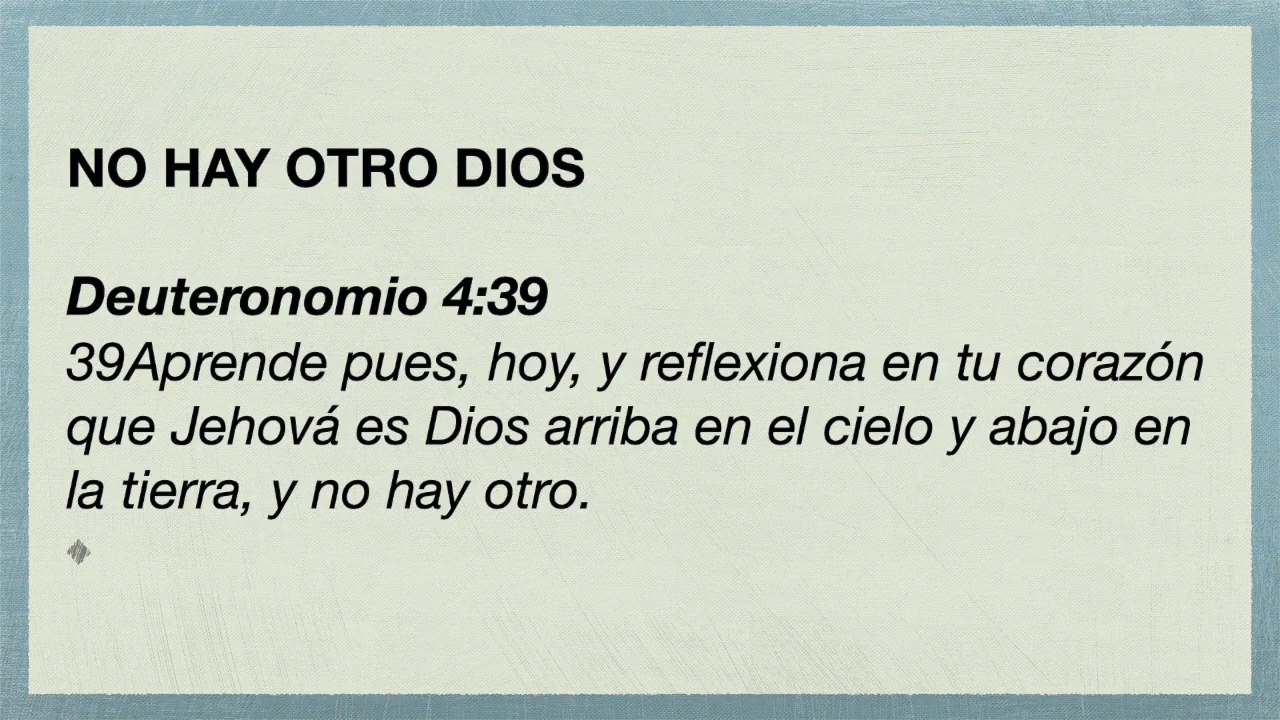 NO HAY OTRO DIOS
Deuteronomio 4:39
39Aprende pues, hoy, y reflexiona en tu corazón
que Jehová es Dios arriba en el cielo y abajo en
la tierra, y no hay otro.